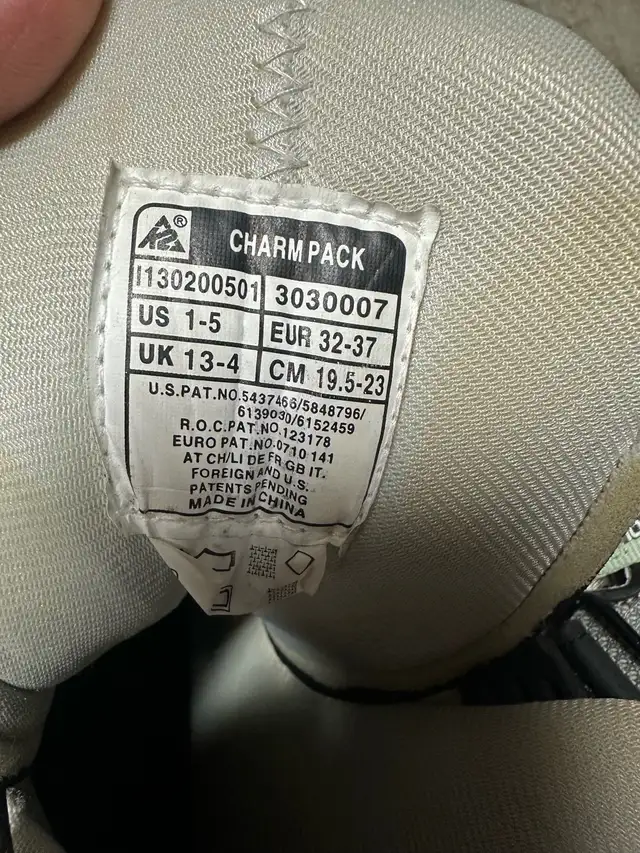 K2®
CHARM PACK
I130200501 3030007
US 1-5 EUR 32-37
UK 13-4 CM 19.5-23
U.S.PAT.NO.5437466/5848796/
6139030/6152459
R.O.C.PAT.NO.123178
EURO PAT.NO.0710 141
AT CH/LI DE FR GB IT.
FOREIGN AND U.S.
PATENTS PENDING
MADE IN CHINA